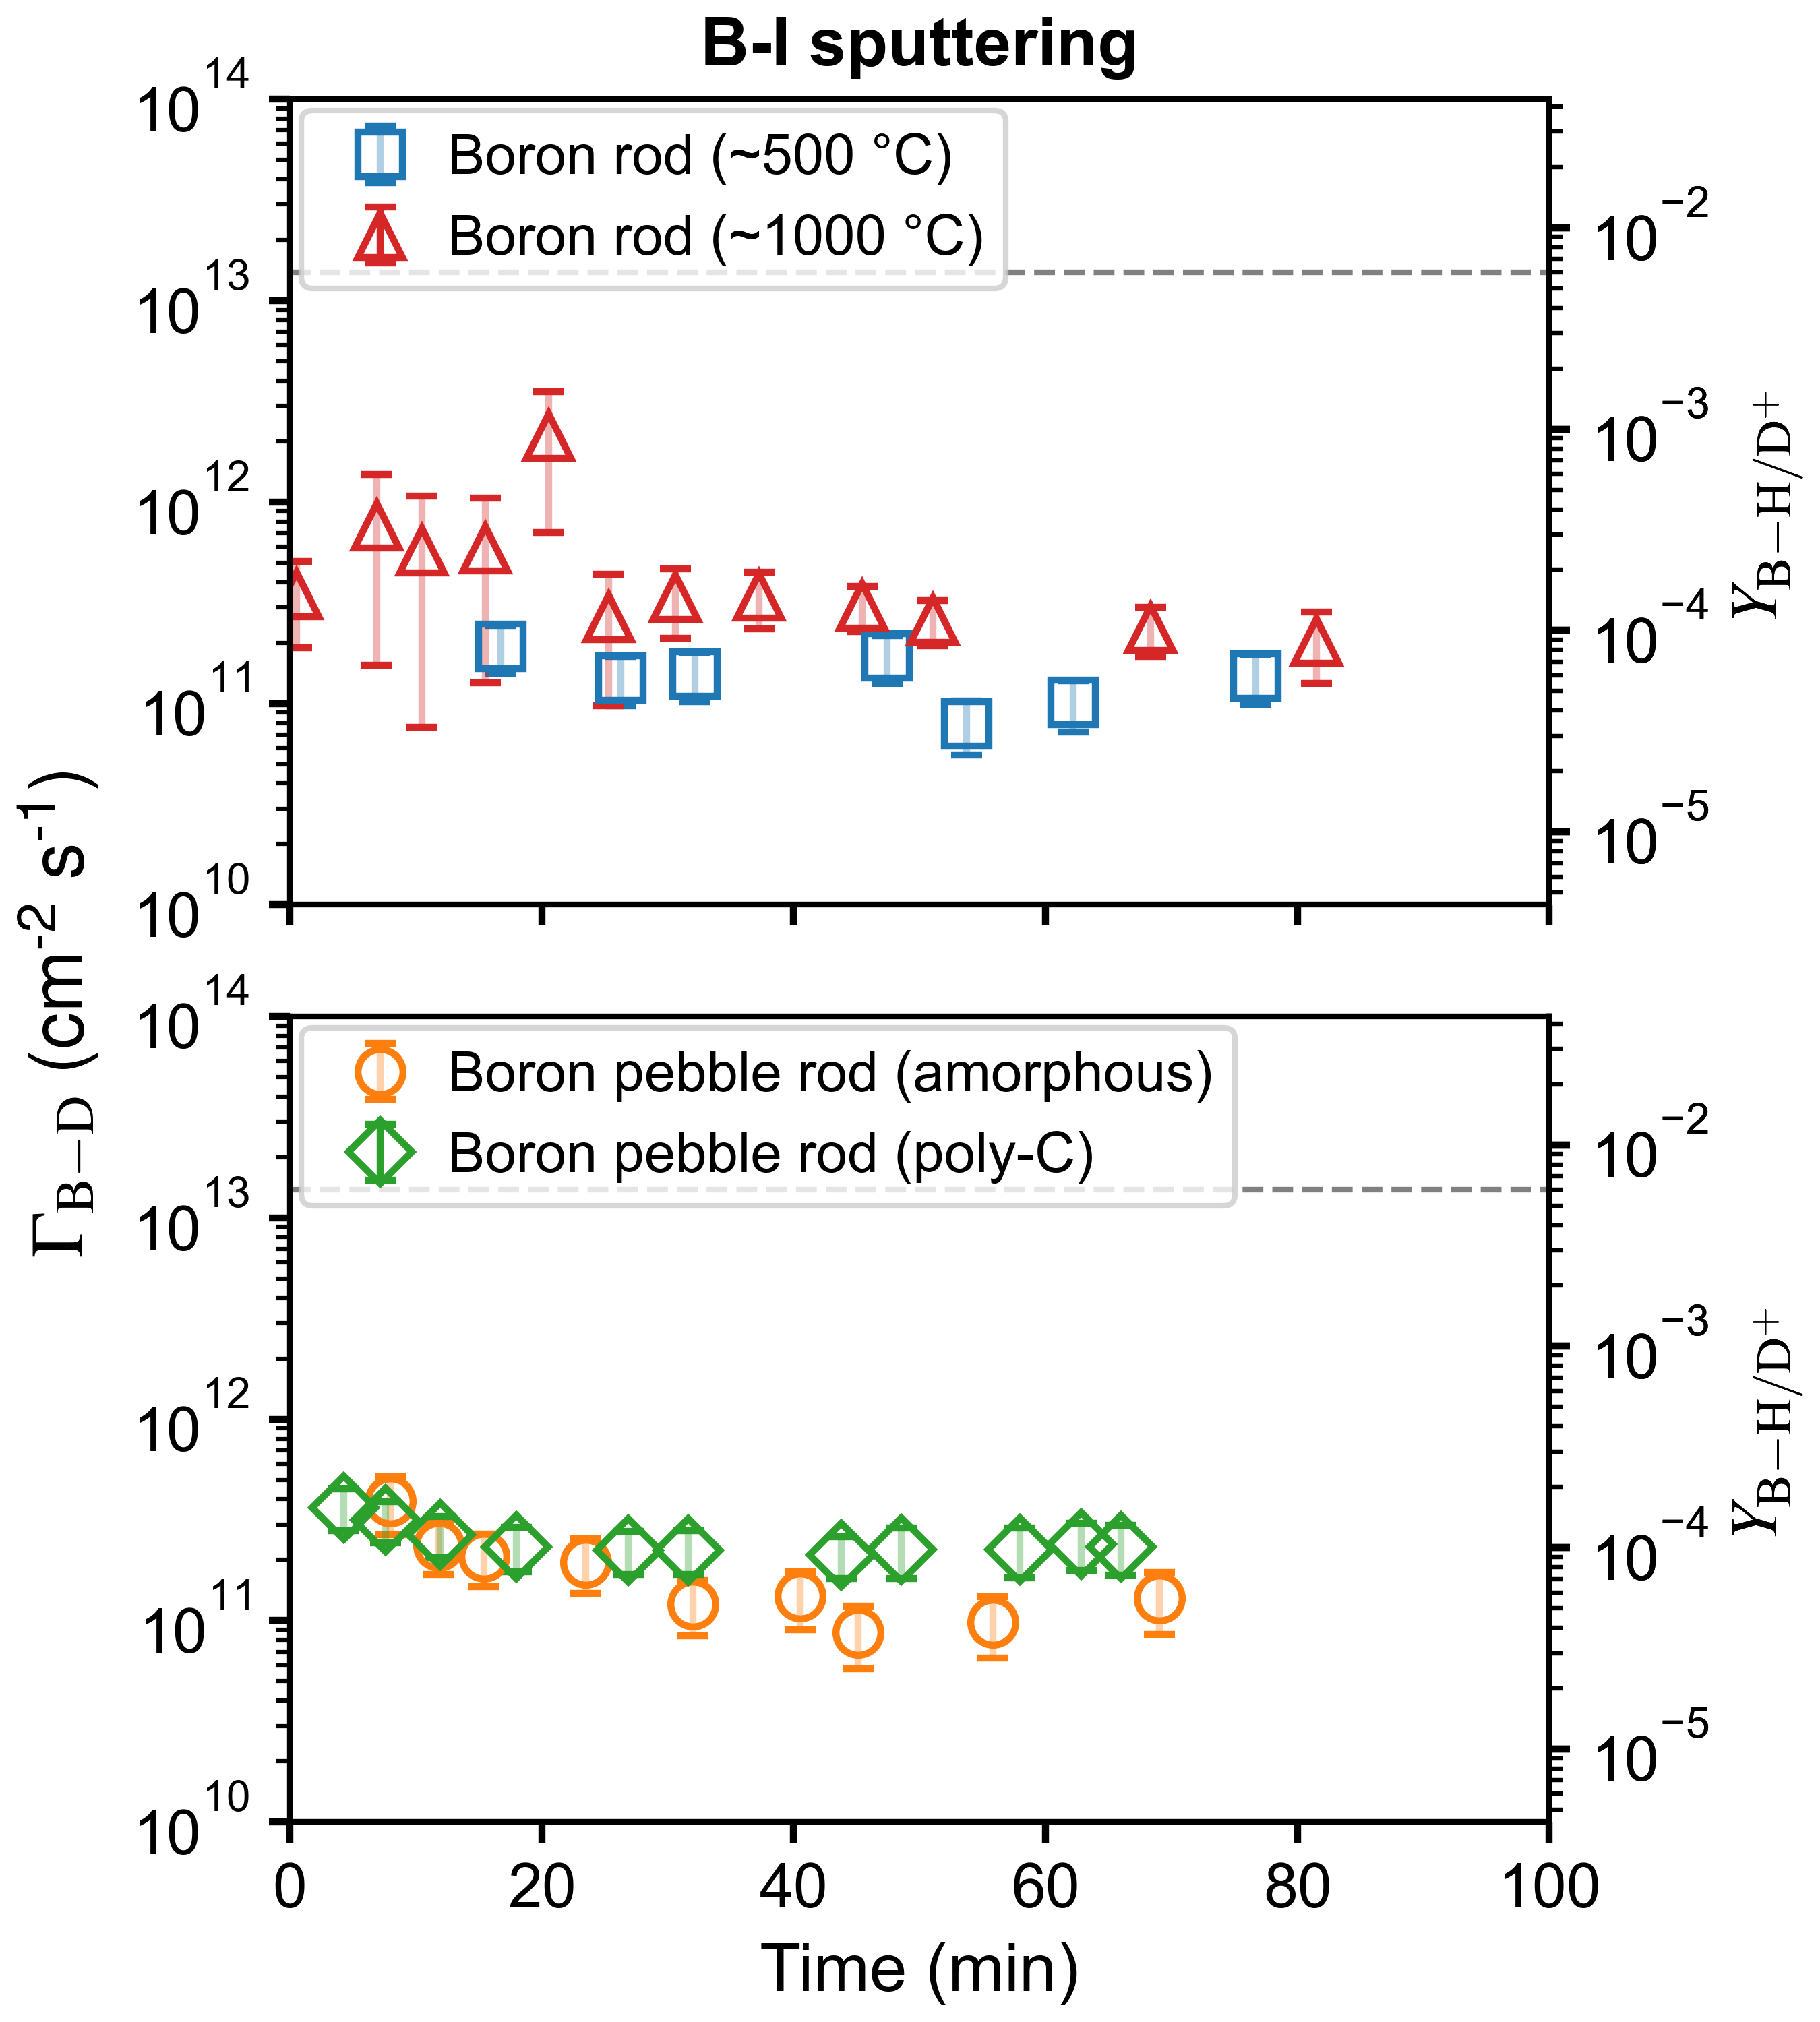 B-I sputtering
10^14
10^13
10^12
10^11
10^10
Boron rod (~500 °C)
Boron rod (~1000 °C)
10^−2
10^−3
10^−4
10^−5
Y_B−H/D+
Γ_B−D (cm^-2 s^-1)
10^14
10^13
10^12
10^11
10^10
Boron pebble rod (amorphous)
Boron pebble rod (poly-C)
10^−2
10^−3
10^−4
10^−5
Y_B−H/D+
0 20 40 60 80 100
Time (min)